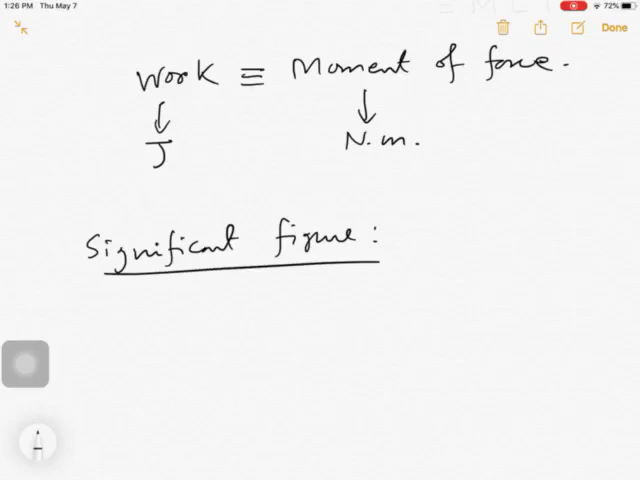 1:26 PM Thu May 7 72%
Done
Work ≡ Moment of force.
↓ ↓
J N.m.
Significant figure: